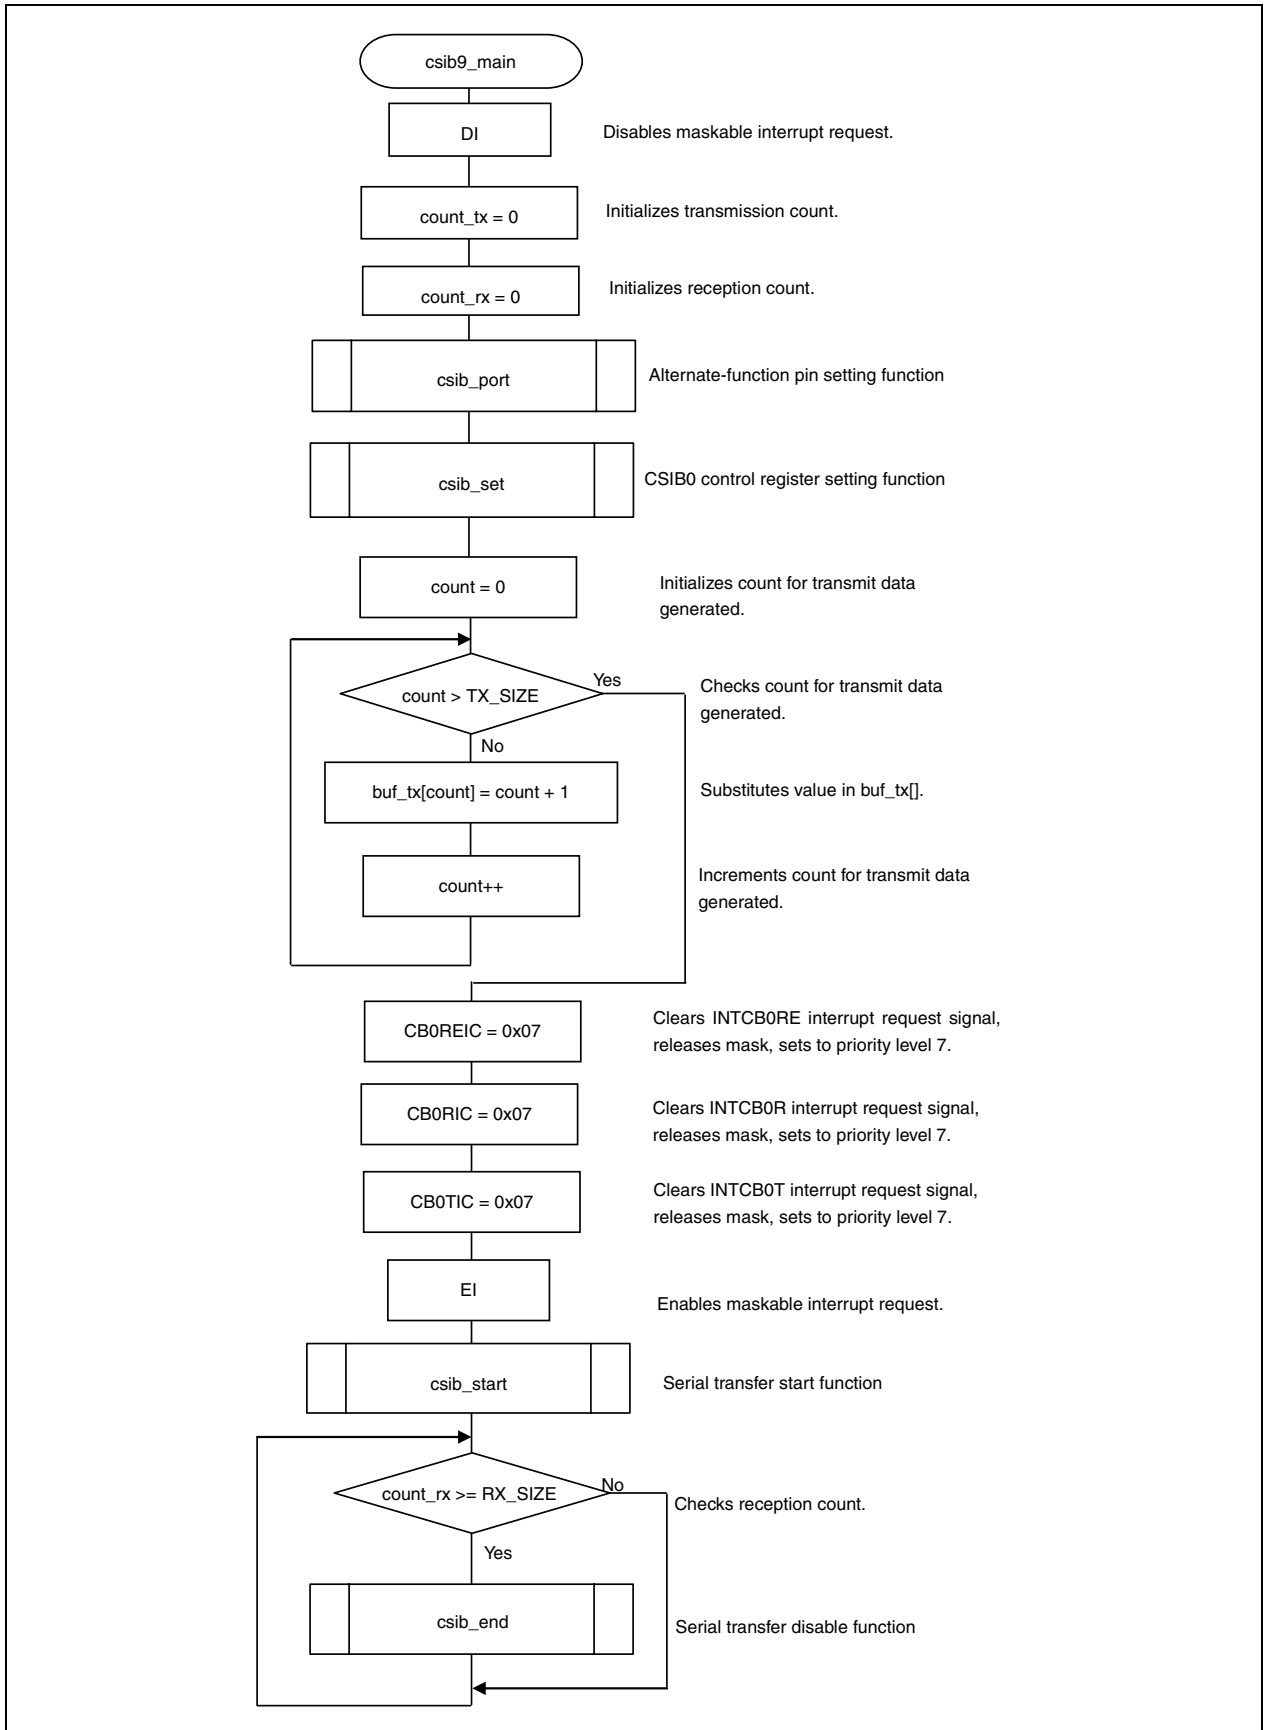 csib9_main
DI
Disables maskable interrupt request.
count_tx = 0
Initializes transmission count.
count_rx = 0
Initializes reception count.
csib_port
Alternate-function pin setting function
csib_set
CSIB0 control register setting function
count = 0
Initializes count for transmit data
generated.
count > TX_SIZE
Yes
Checks count for transmit data
generated.
No
buf_tx[count] = count + 1
Substitutes value in buf_tx[].
count++
Increments count for transmit data
generated.
CB0REIC = 0x07
Clears INTCB0RE interrupt request signal,
releases mask, sets to priority level 7.
CB0RIC = 0x07
Clears INTCB0R interrupt request signal,
releases mask, sets to priority level 7.
CB0TIC = 0x07
Clears INTCB0T interrupt request signal,
releases mask, sets to priority level 7.
EI
Enables maskable interrupt request.
csib_start
Serial transfer start function
count_rx >= RX_SIZE
No
Checks reception count.
Yes
csib_end
Serial transfer disable function